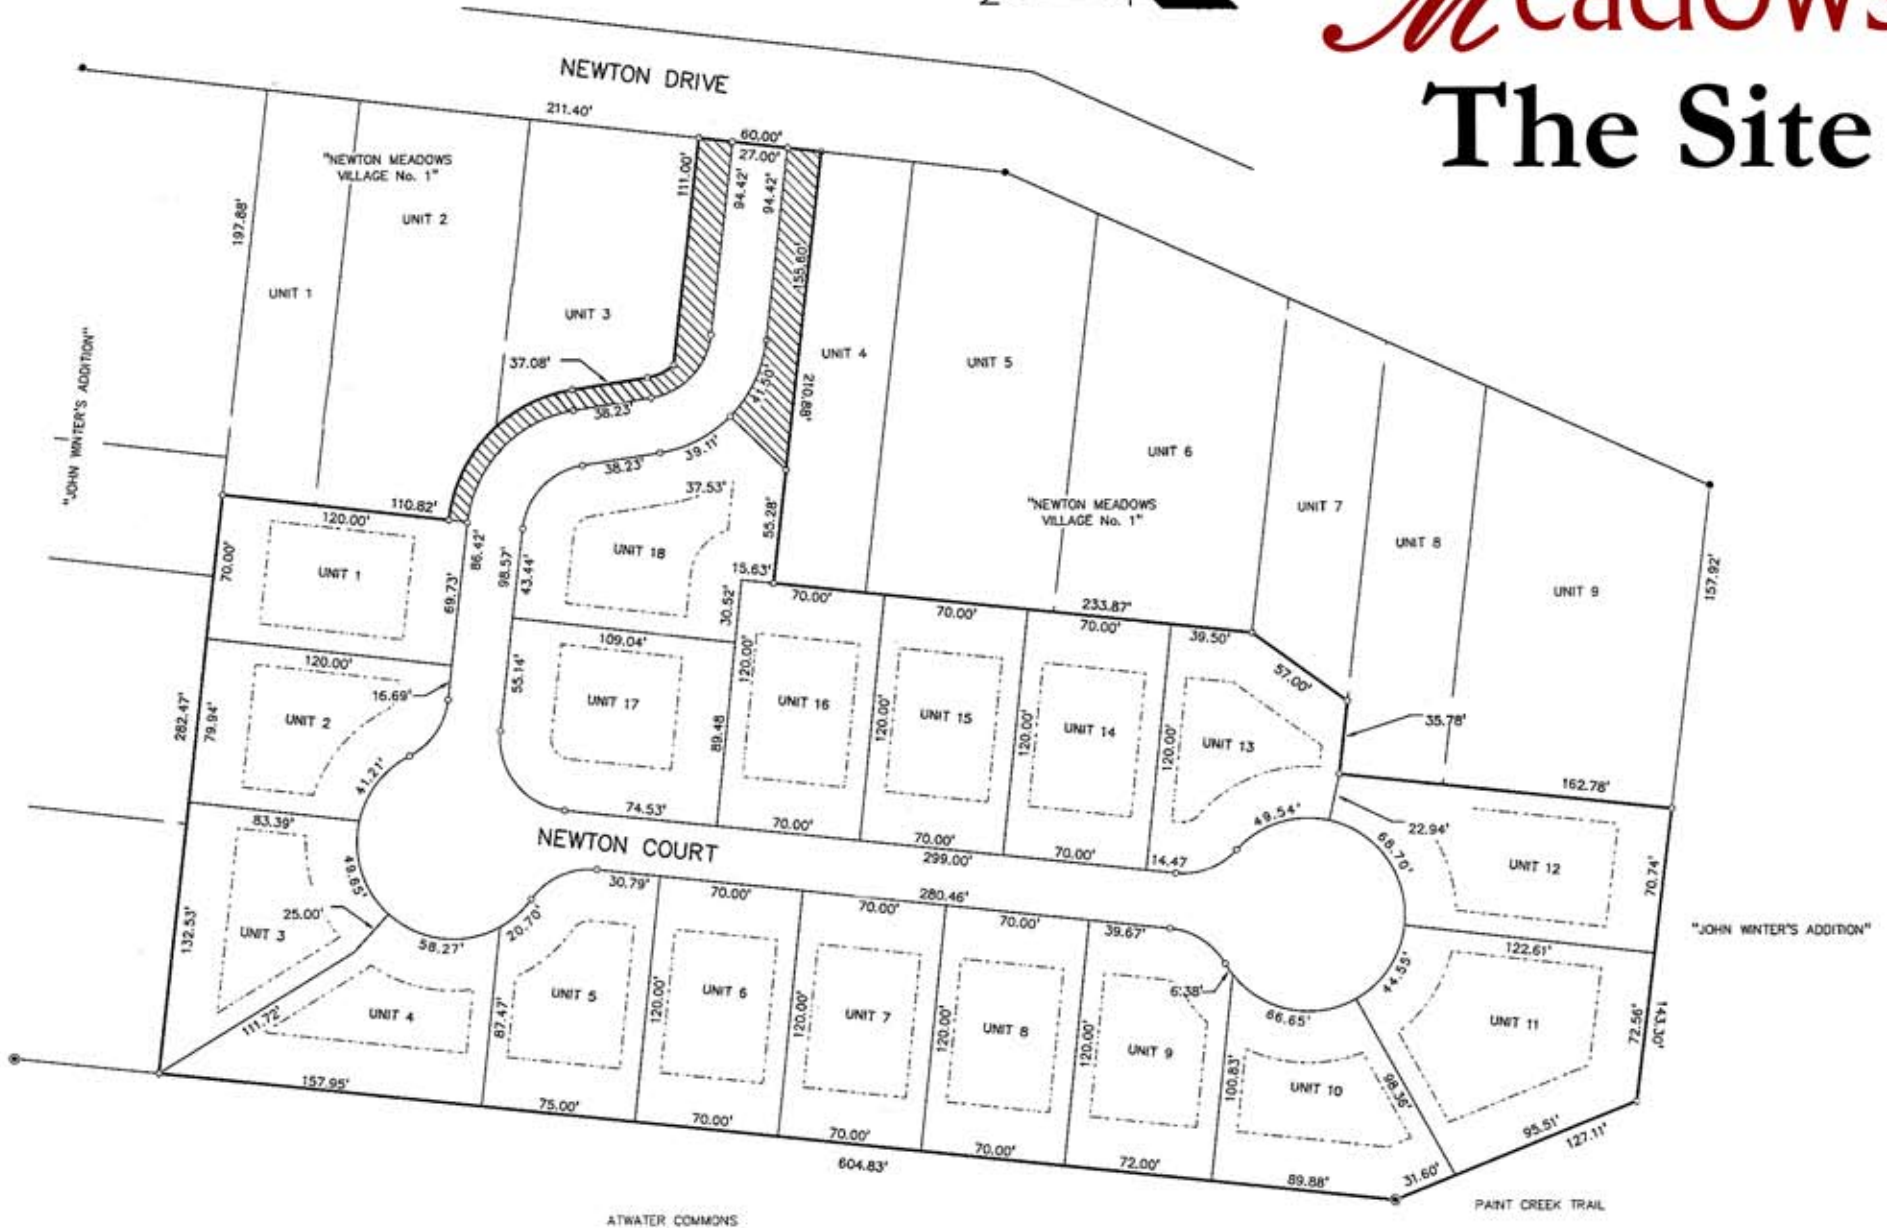 Meadows
The Site
NEWTON DRIVE
211.40'
60.00'
27.00'
"NEWTON MEADOWS
VILLAGE No. 1"
197.88'
UNIT 1
UNIT 2
UNIT 3
111.00'
94.42'
94.42'
155.60'
210.88'
UNIT 4
UNIT 5
UNIT 6
"NEWTON MEADOWS
VILLAGE No. 1"
UNIT 7
UNIT 8
UNIT 9
157.92'
"JOHN WINTER'S ADDITION"
37.08'
38.23'
41.50'
39.11'
38.23'
37.53'
55.28'
110.82'
120.00'
70.00'
UNIT 1
86.42'
69.73'
98.57'
43.44'
UNIT 18
15.63'
30.52'
70.00'
70.00'
233.87'
70.00'
39.50'
57.00'
35.78'
162.78'
109.04'
120.00'
16.69'
55.14'
UNIT 17
120.00'
89.48
UNIT 16
120.00'
UNIT 15
120.00'
UNIT 14
120.00'
UNIT 13
282.47'
79.94'
UNIT 2
41.21'
83.39'
74.53'
NEWTON COURT
70.00'
70.00'
299.00'
70.00'
14.47
49.54'
22.94'
68.70'
UNIT 12
70.74'
49.65'
25.00'
UNIT 3
132.53'
58.27'
20.70'
30.79'
70.00'
280.46'
70.00'
70.00'
39.67'
6.38'
66.65'
44.55'
122.61'
"JOHN WINTER'S ADDITION"
111.72'
UNIT 4
87.47'
UNIT 5
120.00'
UNIT 6
120.00'
UNIT 7
120.00'
UNIT 8
120.00'
UNIT 9
100.83'
UNIT 10
98.36'
UNIT 11
72.56'
143.30'
157.95'
75.00'
70.00'
70.00'
604.83'
70.00'
72.00'
89.88'
31.60'
95.51'
127.11'
PAINT CREEK TRAIL
ATWATER COMMONS